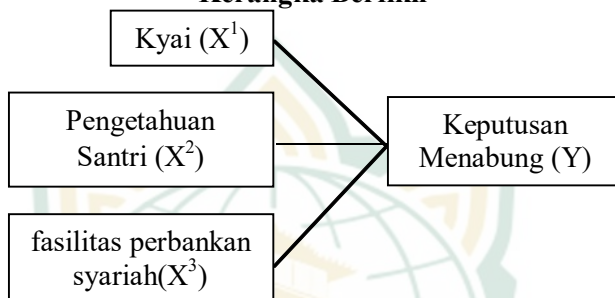 Kerangka Berfikir
Kyai (X¹)
Pengetahuan
Santri (X²)
Keputusan
Menabung (Y)
fasilitas perbankan
syariah(X³)